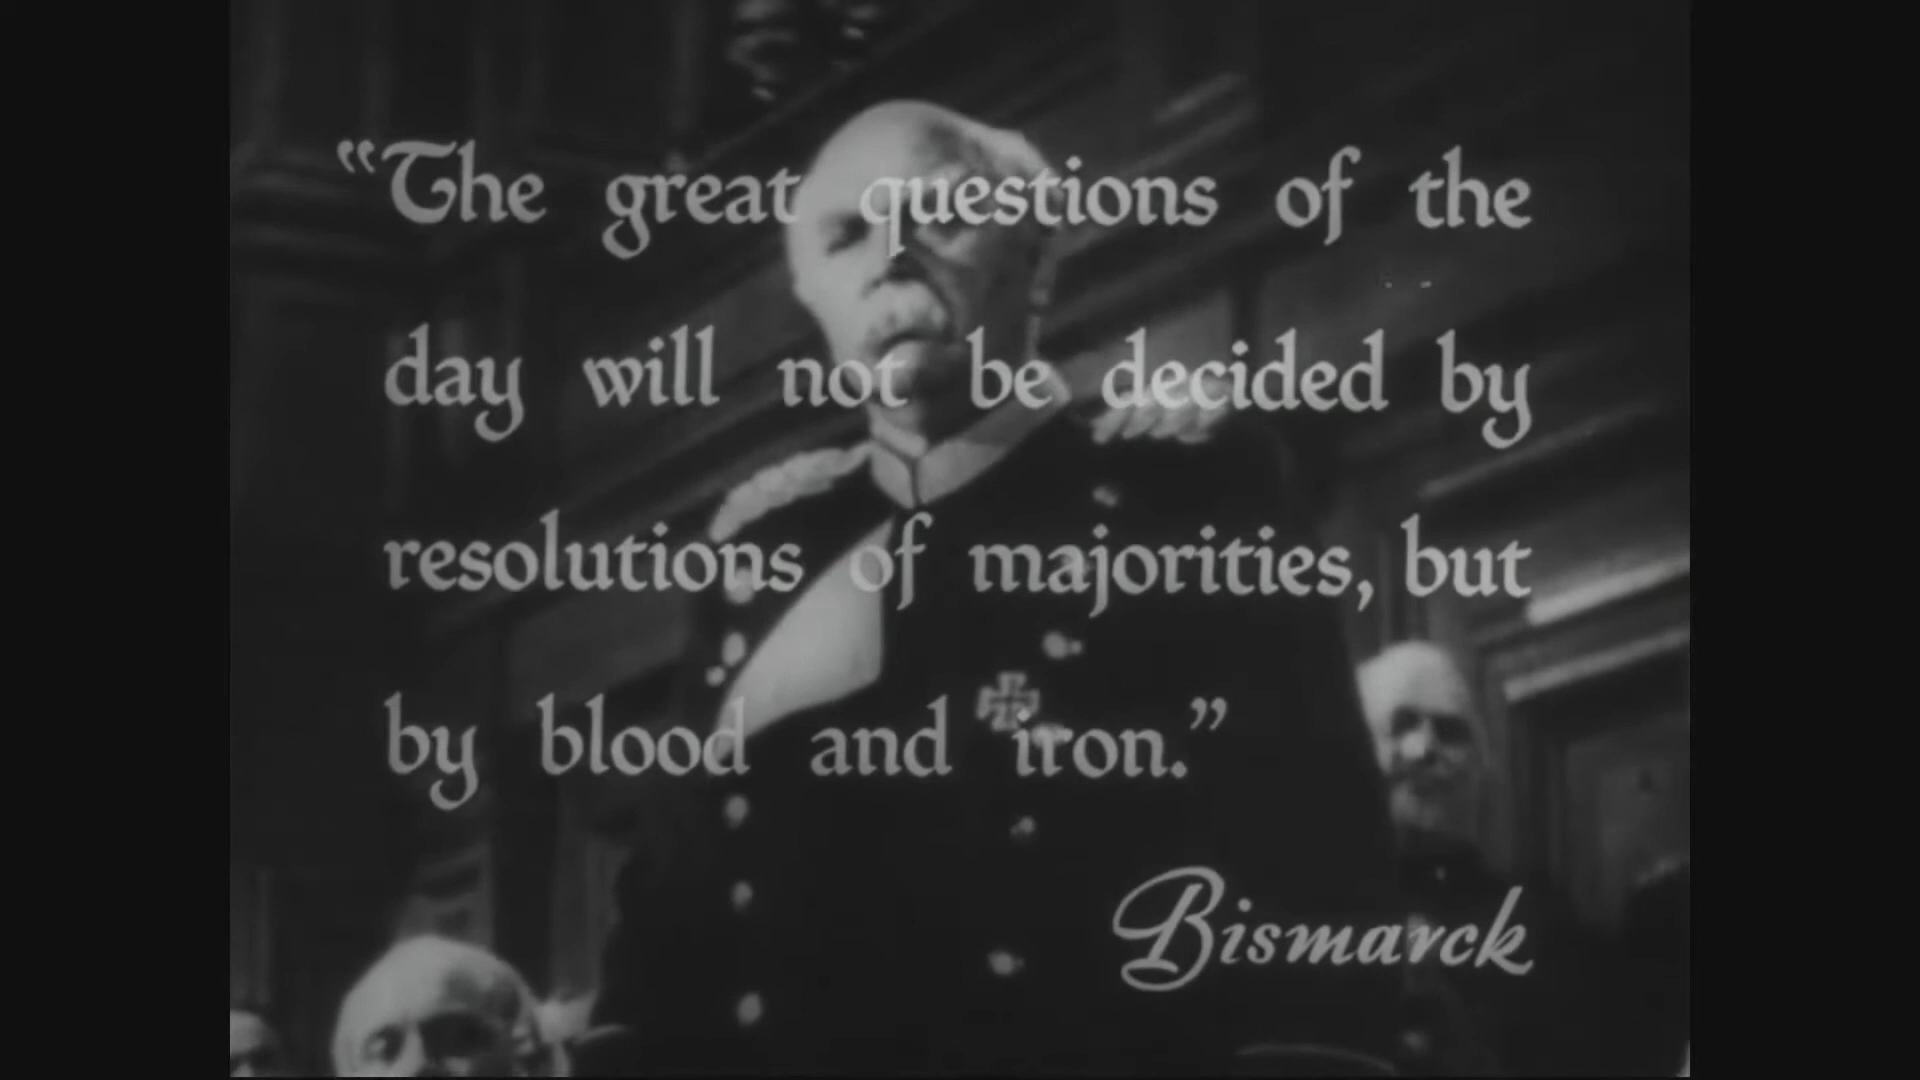 “The great questions of the
day will not be decided by
resolutions of majorities, but
by blood and iron.”
Bismarck